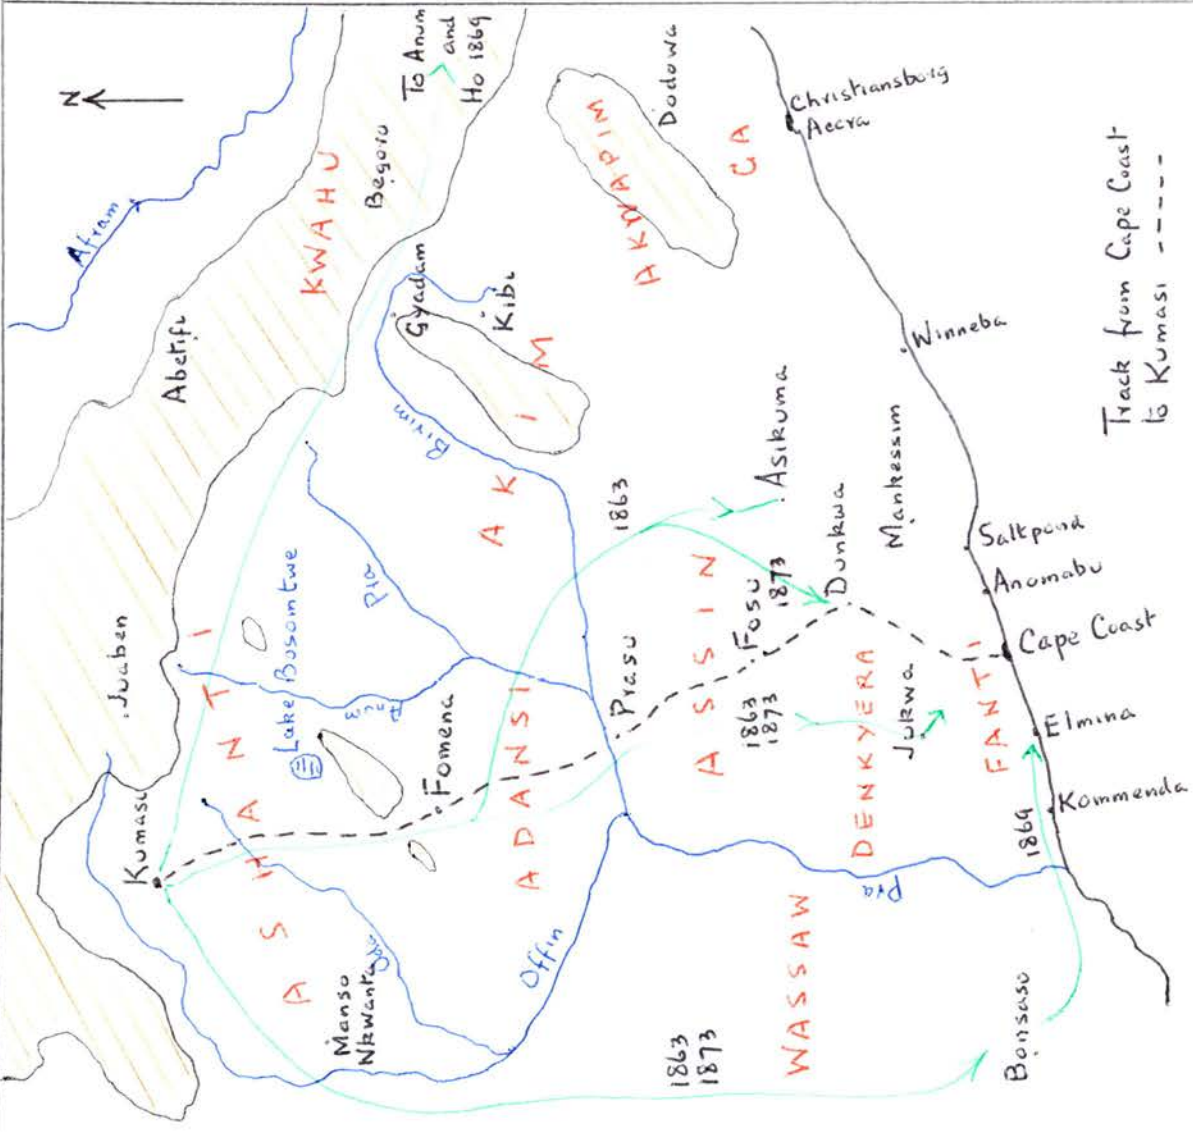 N
Afram
Abetifi
KWAHU
Begoro
To Anum
and
Ho 1869
Juaben
Kumasi
ASHANTI
Lake Bosomtwe
Pra
Birim
Gyadam
Kibi
AKIM
AKWAPIM
Dodowa
GA
Christiansborg
Accra
Manso
Nkwanta
Offin
Fomena
ADANSI
Prasu
1863
ASSIN
Fosu
1873
Asikuma
Dunkwa
Mankessim
Winneba
1863
1873
DENKYERA
Jukwa
FANTI
Saltpond
Anomabu
Cape Coast
Elmina
Kommenda
1869
Pra
WASSAW
1863
1873
Bonsaso
Track from Cape Coast
to Kumasi -----